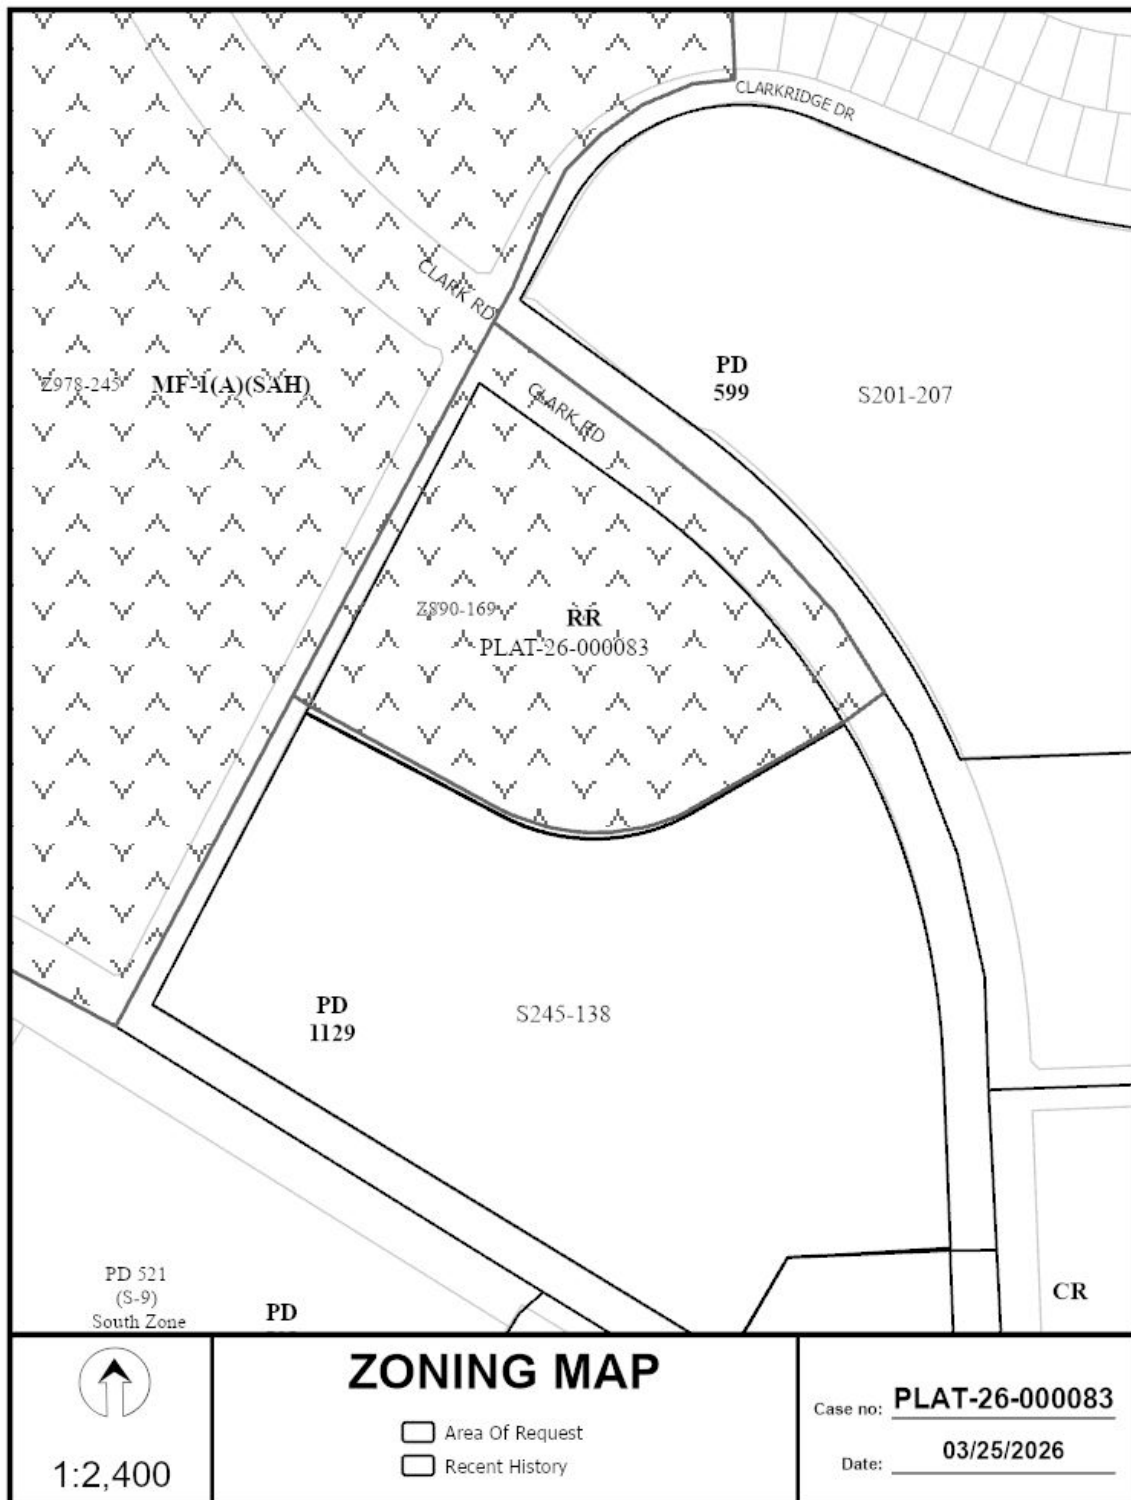 CLARKRIDGE DR
CLARK RD
PD
599
S201-207
Z978-245
MF-1(A)(SAH)
CLARK RD
Z890-169
RR
PLAT-26-000083
PD
1129
S245-138
PD 521
(S-9)
South Zone
PD
CR
ZONING MAP
Area Of Request
Recent History
1:2,400
Case no: PLAT-26-000083
Date: 03/25/2026